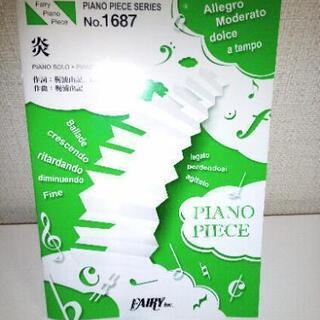 Fairy
Piano
Piece
PIANO PIECE SERIES
No.1687
炎
PIANO SOLO • PIANO
作詞：梶浦由記、
作曲：梶浦由記
Allegro
Moderato
dolce
a tempo
Ballade
crescendo
ritardando
diminuendo
Fine
legato
perdendosi
agitato
PIANO
PIECE
FAIRY inc.